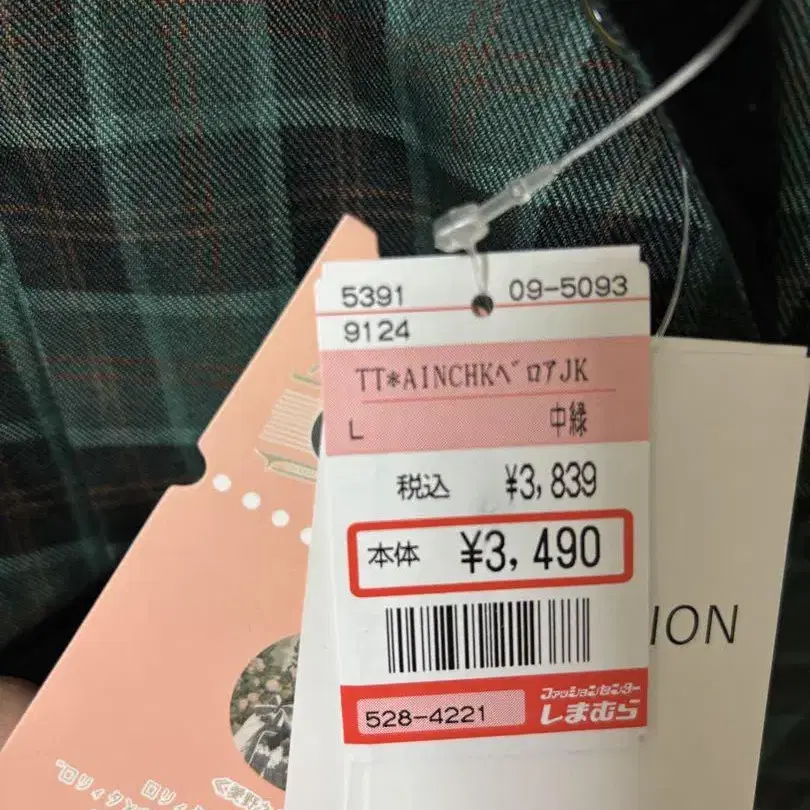 5391 09-5093
9124
TT*AINCHKベロアJK
L 中緑
税込 ¥3,839
本体 ¥3,490
528-4221
ファッションセンター
しまむら
ION